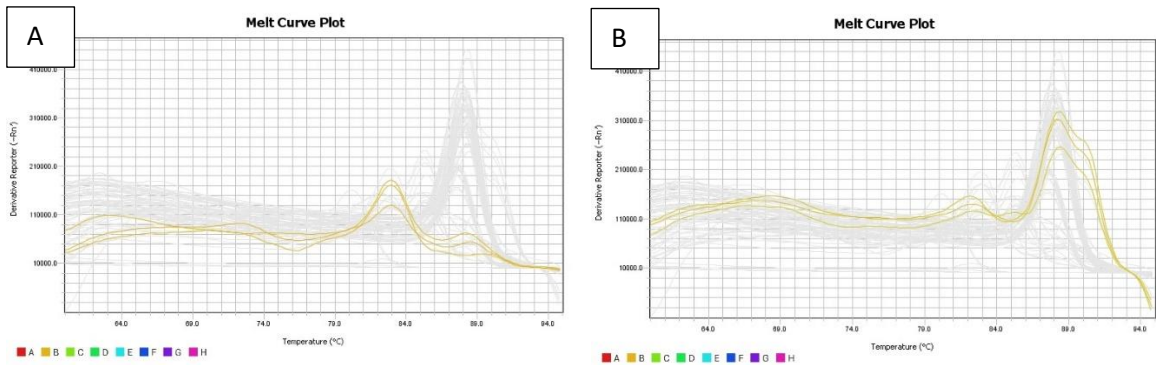 A
Melt Curve Plot
Derivative Reporter (-Rn')
410000.0
310000.0
210000.0
110000.0
10000.0
64.0 69.0 74.0 79.0 84.0 89.0 94.0
Temperature (°C)
A B C D E F G H
B
Melt Curve Plot
Derivative Reporter (-Rn')
410000.0
310000.0
210000.0
110000.0
10000.0
64.0 69.0 74.0 79.0 84.0 89.0 94.0
Temperature (°C)
A B C D E F G H